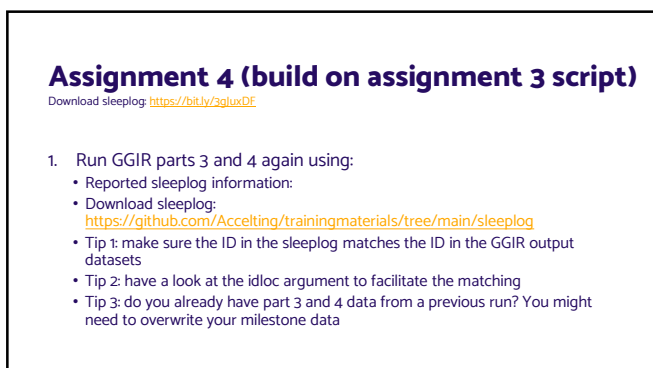 Assignment 4 (build on assignment 3 script)
Download sleeplog: https://bit.ly/3gJuxDF
1. Run GGIR parts 3 and 4 again using:
• Reported sleeplog information:
• Download sleeplog:
https://github.com/Accelting/trainingmaterials/tree/main/sleeplog
• Tip 1: make sure the ID in the sleeplog matches the ID in the GGIR output
datasets
• Tip 2: have a look at the idloc argument to facilitate the matching
• Tip 3: do you already have part 3 and 4 data from a previous run? You might
need to overwrite your milestone data